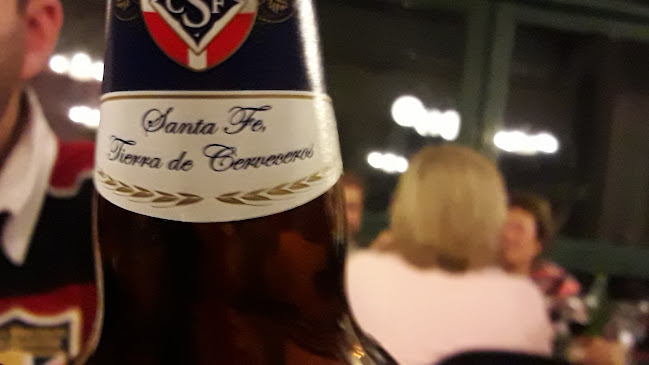 CSF
Santa Fe,
Tierra de Cerveceros